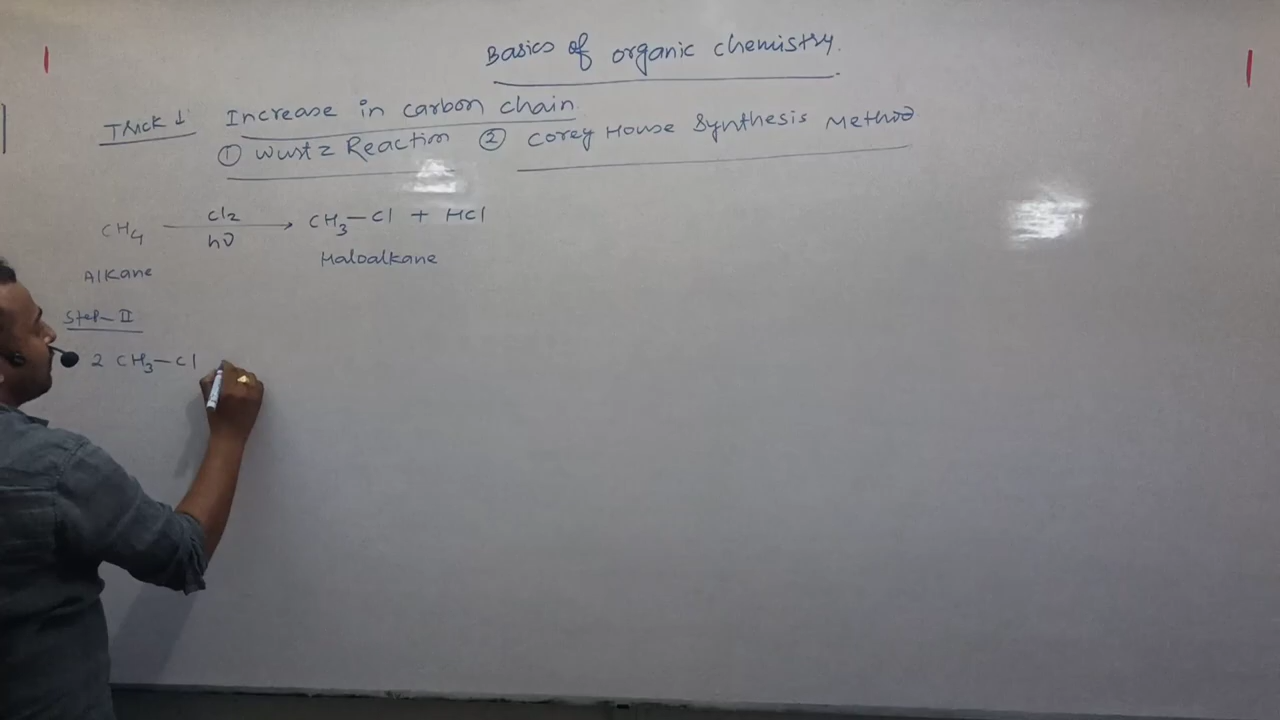 Basics of organic chemistry.
Trick ↓ Increase in carbon chain
① Wurtz Reaction ② Corey House Synthesis Method
CH₄ Cl₂ hν → CH₃–Cl + HCl
Alkane Haloalkane
Step–II
2 CH₃–Cl